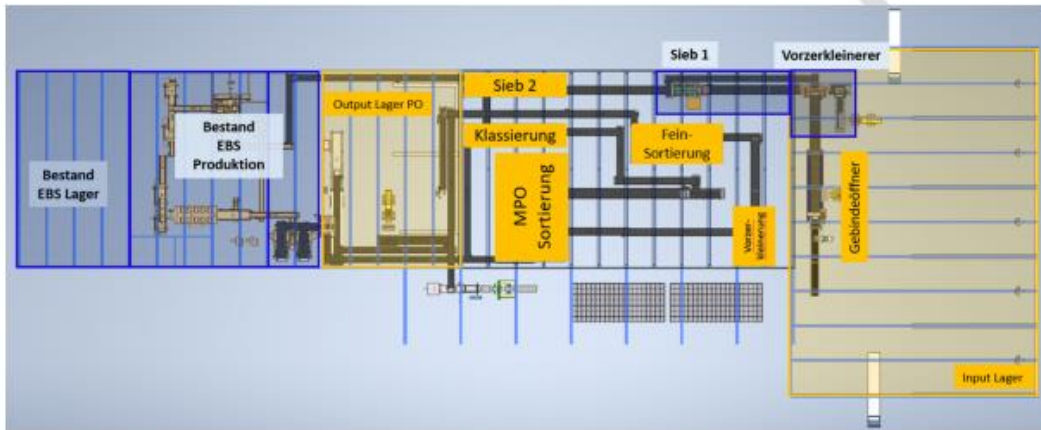 Sieb 1
Vorzerkleinerer
Sieb 2
Output Lager PO
Bestand
EBS
Produktion
Klassierung
Fein-
Sortierung
Bestand
EBS Lager
MPO
Sortierung
Vorzer-
kleinerung
Gebindeöffner
Input Lager